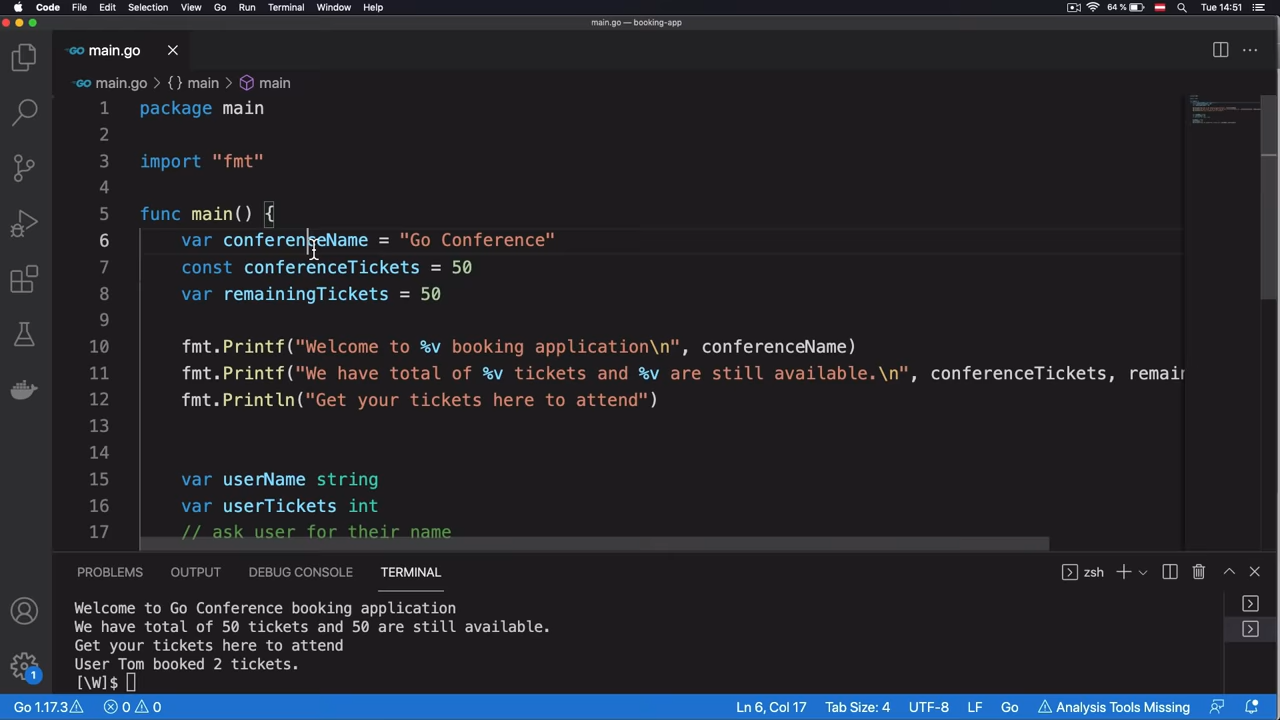 Code File Edit Selection View Go Run Terminal Window Help 64 % Tue 14:51
main.go — booking-app
main.go
main.go > {} main > main
1 package main
2
3 import "fmt"
4
5 func main() {
6 var conferenceName = "Go Conference"
7 const conferenceTickets = 50
8 var remainingTickets = 50
9
10 fmt.Printf("Welcome to %v booking application\n", conferenceName)
11 fmt.Printf("We have total of %v tickets and %v are still available.\n", conferenceTickets, remain
12 fmt.Println("Get your tickets here to attend")
13
14
15 var userName string
16 var userTickets int
17 // ask user for their name
PROBLEMS OUTPUT DEBUG CONSOLE TERMINAL zsh
Welcome to Go Conference booking application
We have total of 50 tickets and 50 are still available.
Get your tickets here to attend
User Tom booked 2 tickets.
[\W]$
1
Go 1.17.3 0 0 Ln 6, Col 17 Tab Size: 4 UTF-8 LF Go Analysis Tools Missing